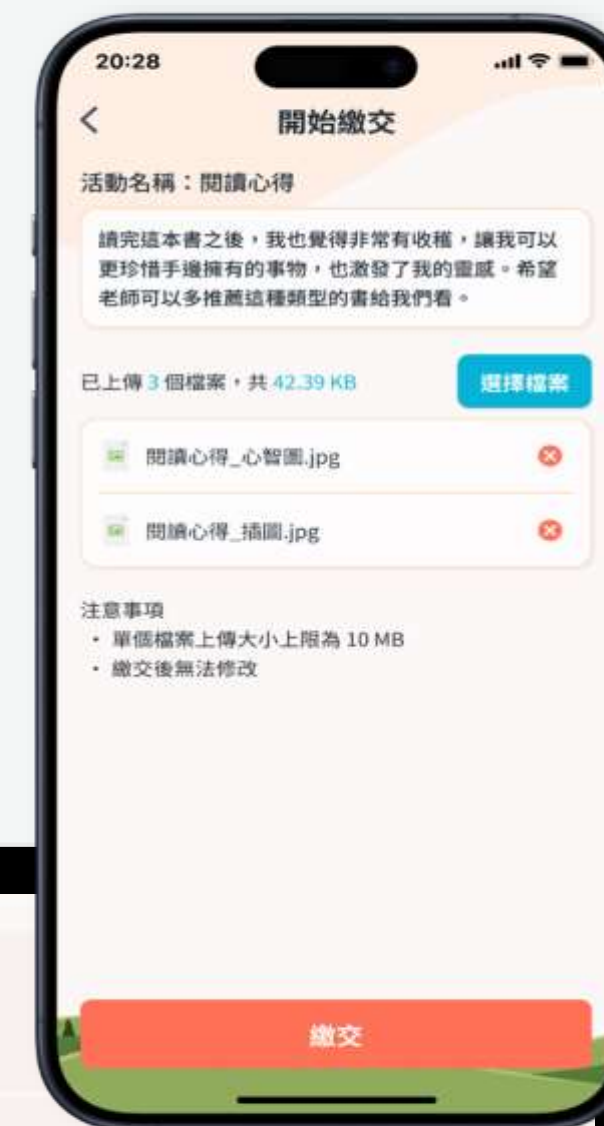 20:28
開始繳交
活動名稱：閱讀心得
讀完這本書之後，我也覺得非常有收穫，讓我可以
更珍惜手邊擁有的事物，也激發了我的靈感。希望
老師可以多推薦這種類型的書給我們看。
已上傳 3 個檔案，共 42.39 KB
選擇檔案
閱讀心得_心智圖.jpg
閱讀心得_插圖.jpg
注意事項
• 單個檔案上傳大小上限為 10 MB
• 繳交後無法修改
繳交